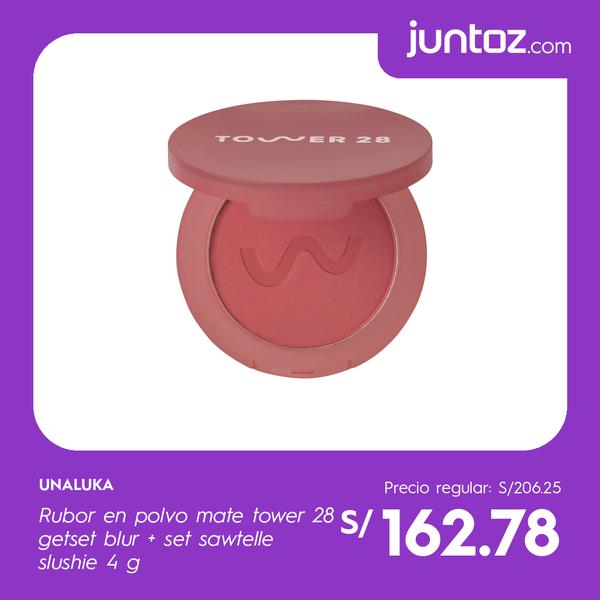 juntoz.com
TOWER 28
UNALUKA
Rubor en polvo mate tower 28
getset blur + set sawtelle
slushie 4 g
Precio regular: S/206.25
S/162.78